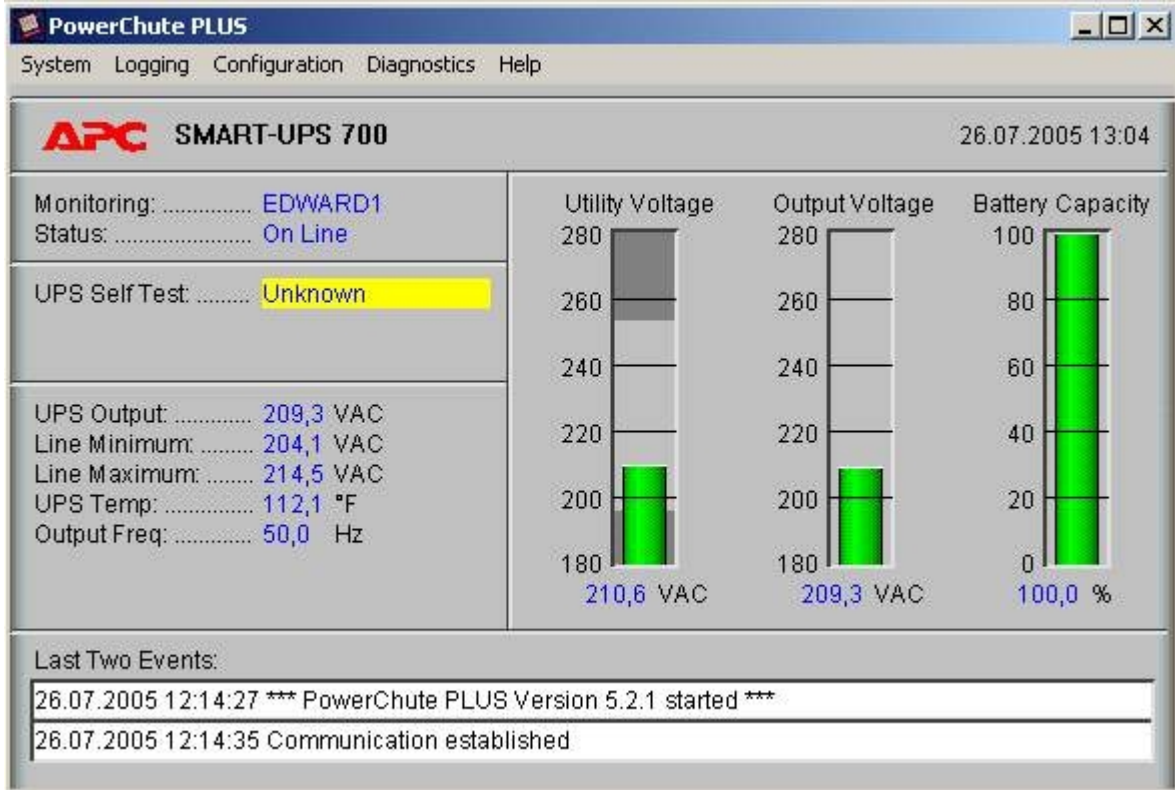 PowerChute PLUS
System Logging Configuration Diagnostics Help
APC SMART-UPS 700 26.07.2005 13:04
Monitoring: .............. EDWARD1
Status: ...................... On Line
UPS Self Test: ......... Unknown
UPS Output: ............. 209,3 VAC
Line Minimum: ......... 204,1 VAC
Line Maximum: ........ 214,5 VAC
UPS Temp: ............... 112,1 °F
Output Freq: ............. 50,0 Hz
Utility Voltage
280
260
240
220
200
180
210,6 VAC
Output Voltage
280
260
240
220
200
180
209,3 VAC
Battery Capacity
100
80
60
40
20
0
100,0 %
Last Two Events:
26.07.2005 12:14:27 *** PowerChute PLUS Version 5.2.1 started ***
26.07.2005 12:14:35 Communication established